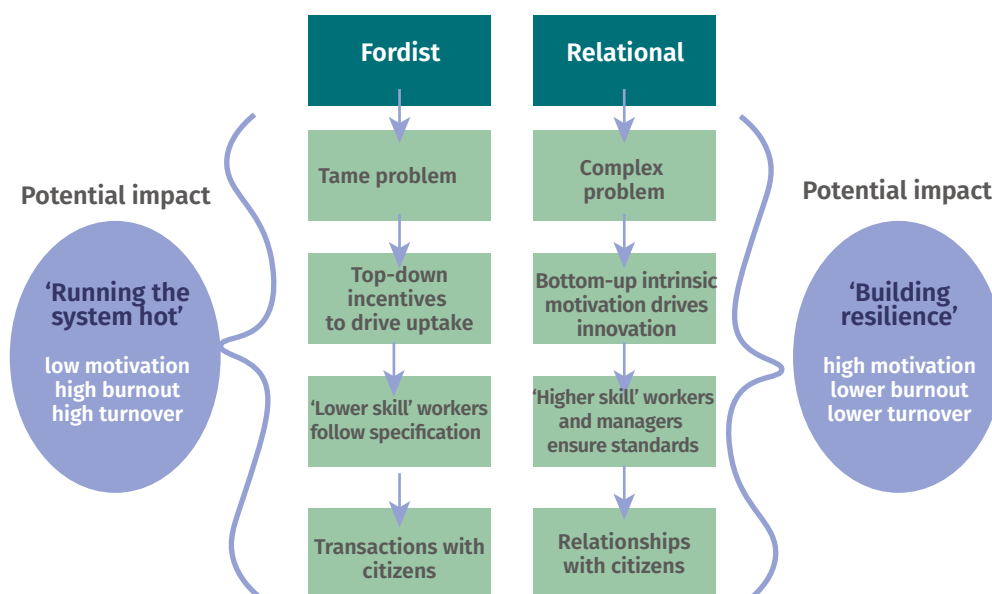 Fordist
Relational
Tame problem
Complex
problem
Potential impact
Potential impact
‘Running the
system hot’
low motivation
high burnout
high turnover
Top-down
incentives
to drive uptake
Bottom-up intrinsic
motivation drives
innovation
‘Building
resilience’
high motivation
lower burnout
lower turnover
‘Lower skill’ workers
follow specification
‘Higher skill’ workers
and managers
ensure standards
Transactions with
citizens
Relationships
with citizens